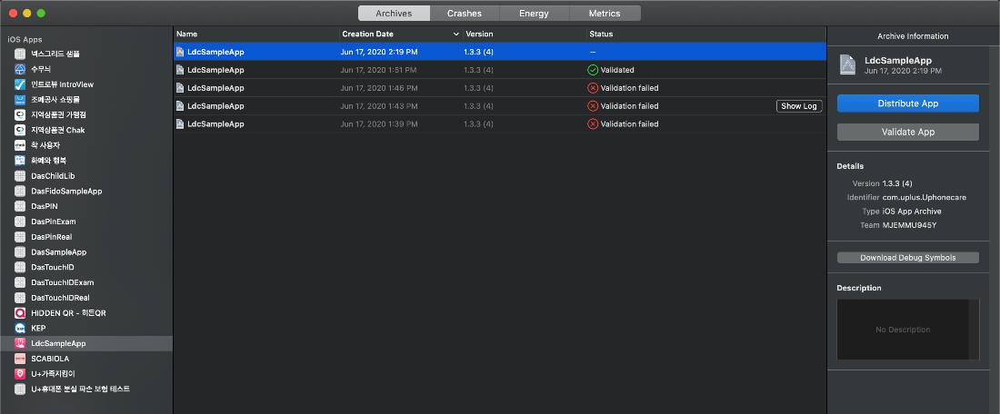 Archives Crashes Energy Metrics
iOS Apps
넥스그리드 샘플
수무늬
인트로뷰 IntroView
조폐공사 쇼핑몰
지역상품권 가맹점
지역상품권 Chak
착 사용자
화폐와 행복
DasChildLib
DasFidoSampleApp
DasPIN
DasPinExam
DasPinReal
DasSampleApp
DasTouchID
DasTouchIDExam
DasTouchIDReal
HIDDEN QR - 히든QR
KEP
LdcSampleApp
SCABIOLA
U+가족지킴이
U+휴대폰 분실 파손 보험 테스트
Name Creation Date Version Status
LdcSampleApp Jun 17, 2020 2:19 PM 1.3.3 (4) --
LdcSampleApp Jun 17, 2020 1:51 PM 1.3.3 (4) Validated
LdcSampleApp Jun 17, 2020 1:46 PM 1.3.3 (4) Validation failed
LdcSampleApp Jun 17, 2020 1:43 PM 1.3.3 (4) Validation failed Show Log
LdcSampleApp Jun 17, 2020 1:39 PM 1.3.3 (4) Validation failed
Archive Information
LdcSampleApp
Jun 17, 2020 2:19 PM
Distribute App
Validate App
Details
Version 1.3.3 (4)
Identifier com.uplus.Uphonecare
Type iOS App Archive
Team MJEMMU945Y
Download Debug Symbols
Description
No Description